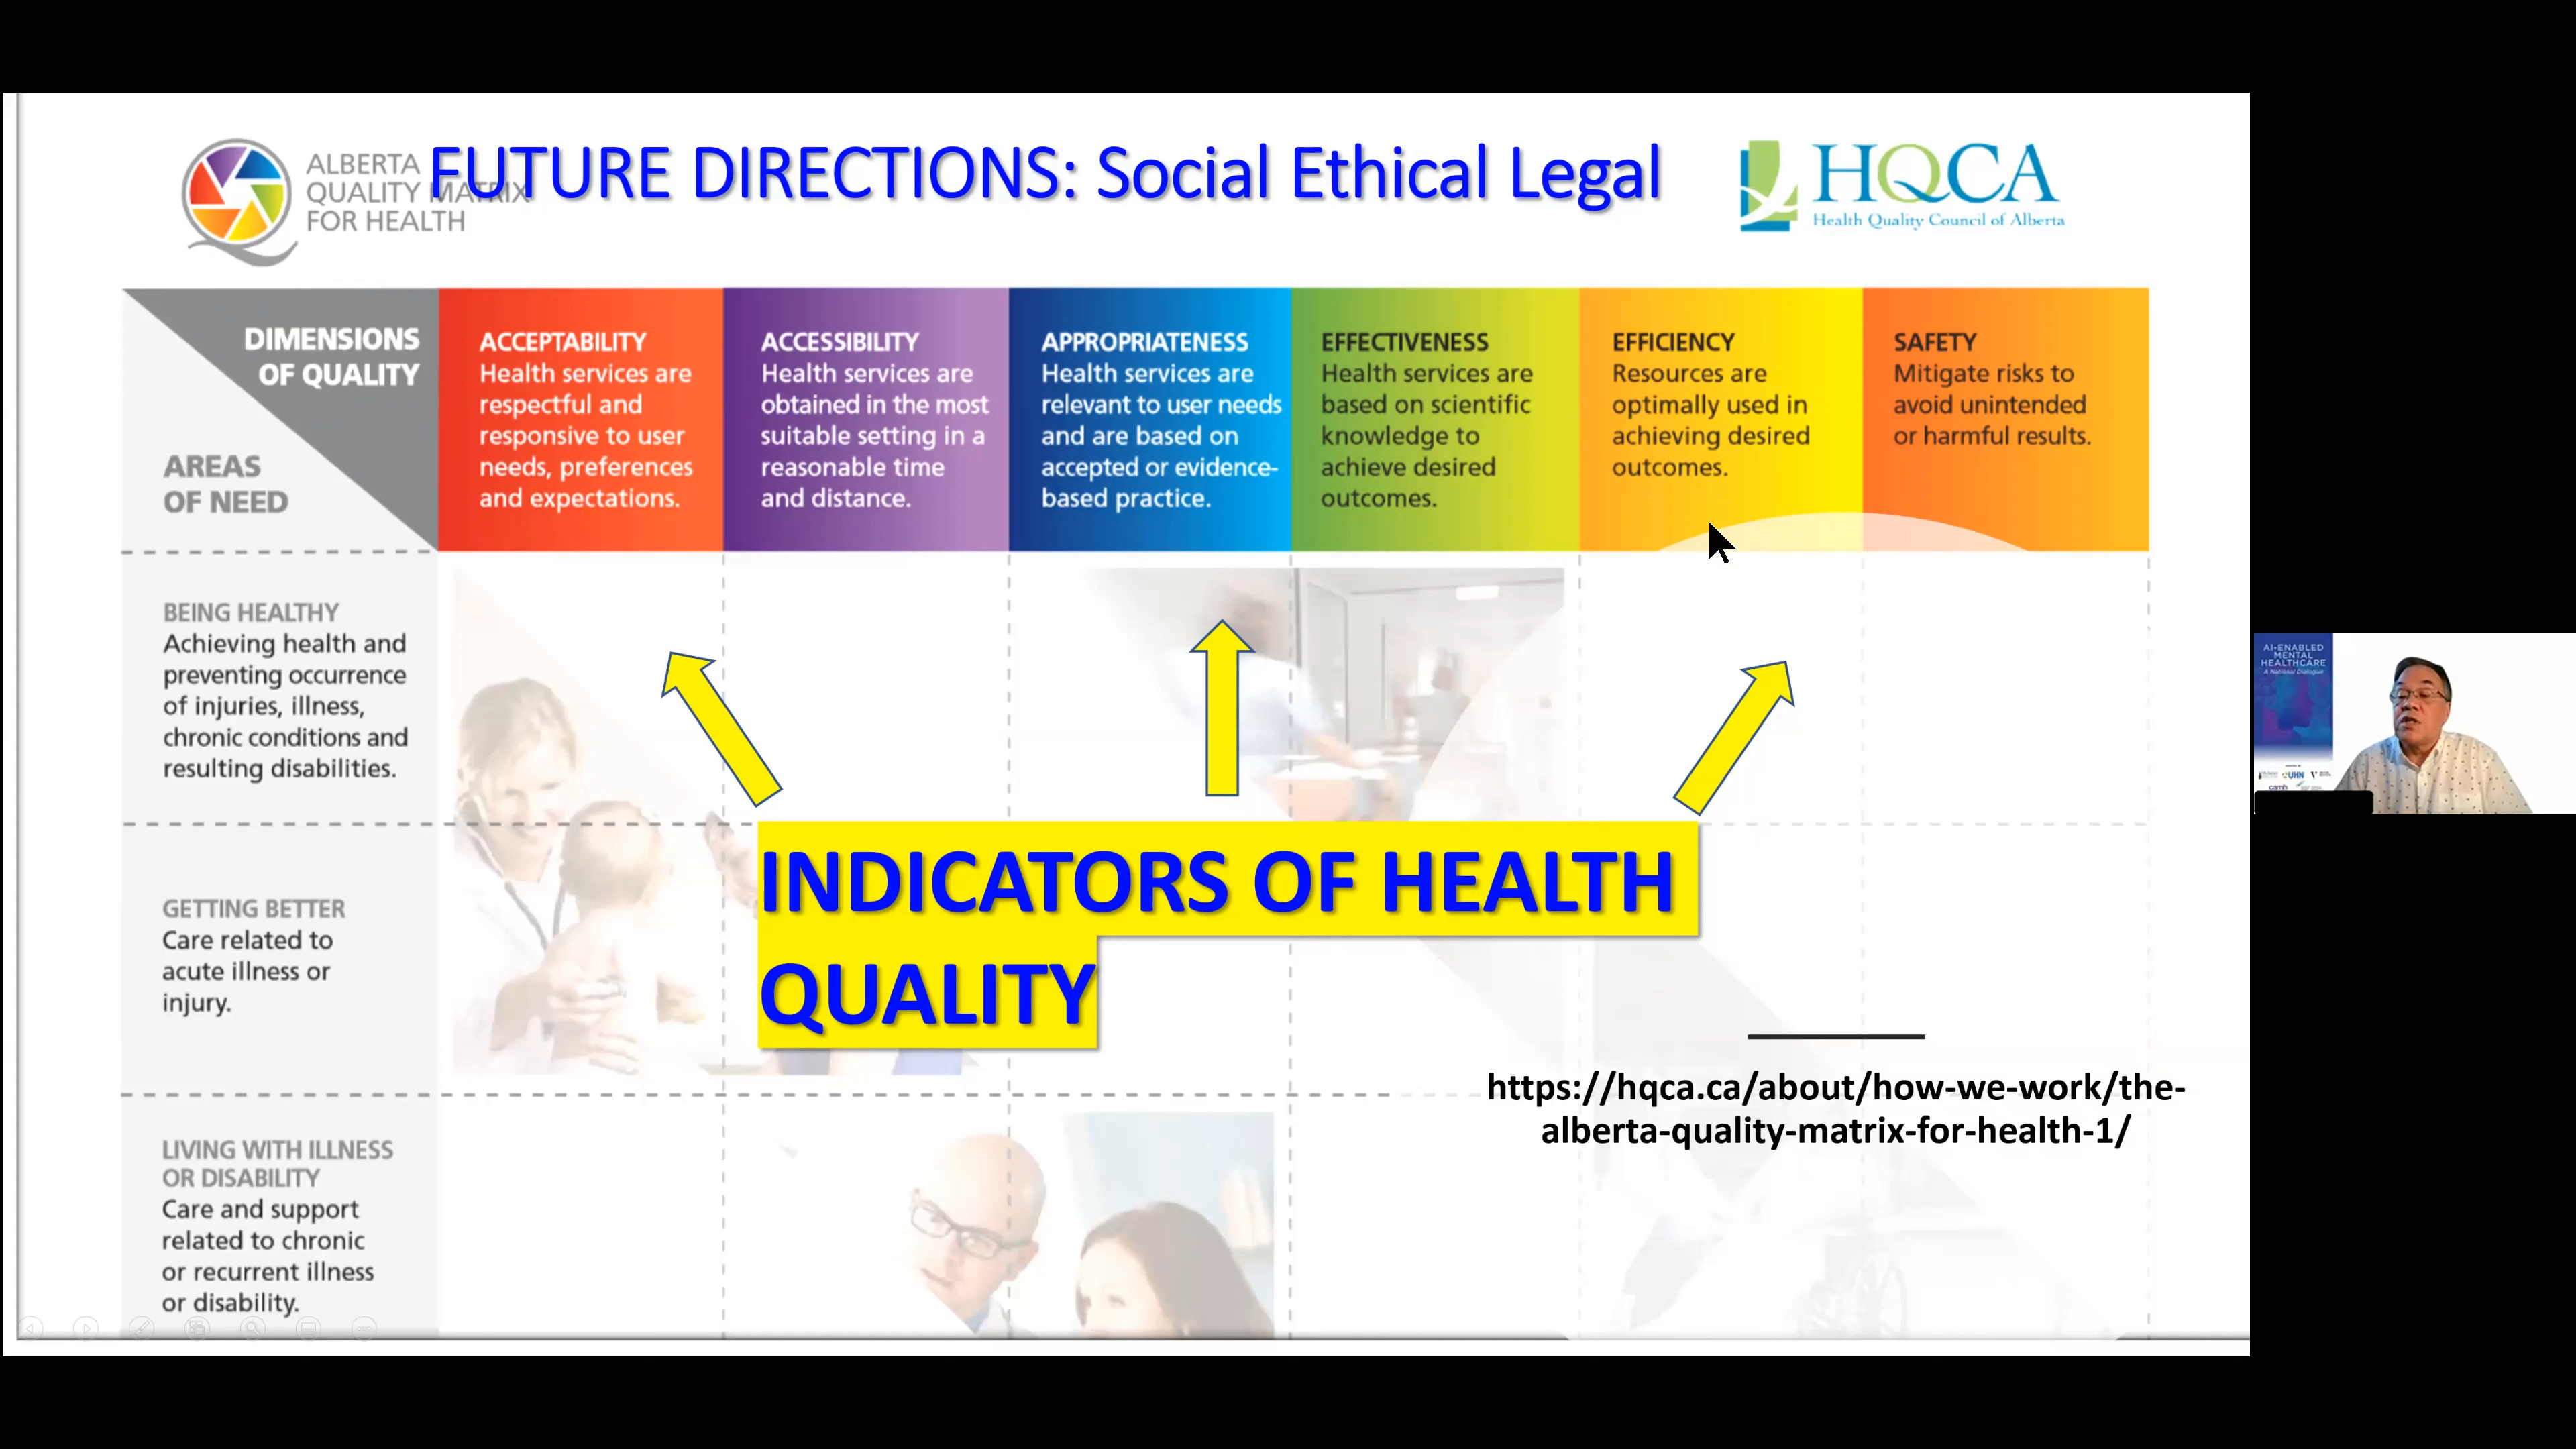 FUTURE DIRECTIONS: Social Ethical Legal
ALBERTA
QUALITY MATRIX
FOR HEALTH
HQCA
Health Quality Council of Alberta
DIMENSIONS
OF QUALITY
AREAS
OF NEED
ACCEPTABILITY
Health services are
respectful and
responsive to user
needs, preferences
and expectations.
ACCESSIBILITY
Health services are
obtained in the most
suitable setting in a
reasonable time
and distance.
APPROPRIATENESS
Health services are
relevant to user needs
and are based on
accepted or evidence-
based practice.
EFFECTIVENESS
Health services are
based on scientific
knowledge to
achieve desired
outcomes.
EFFICIENCY
Resources are
optimally used in
achieving desired
outcomes.
SAFETY
Mitigate risks to
avoid unintended
or harmful results.
BEING HEALTHY
Achieving health and
preventing occurrence
of injuries, illness,
chronic conditions and
resulting disabilities.
GETTING BETTER
Care related to
acute illness or
injury.
LIVING WITH ILLNESS
OR DISABILITY
Care and support
related to chronic
or recurrent illness
or disability.
INDICATORS OF HEALTH
QUALITY
https://hqca.ca/about/how-we-work/the-
alberta-quality-matrix-for-health-1/
AI-ENABLED
MENTAL
HEALTHCARE
A National Dialogue
UHN
camh